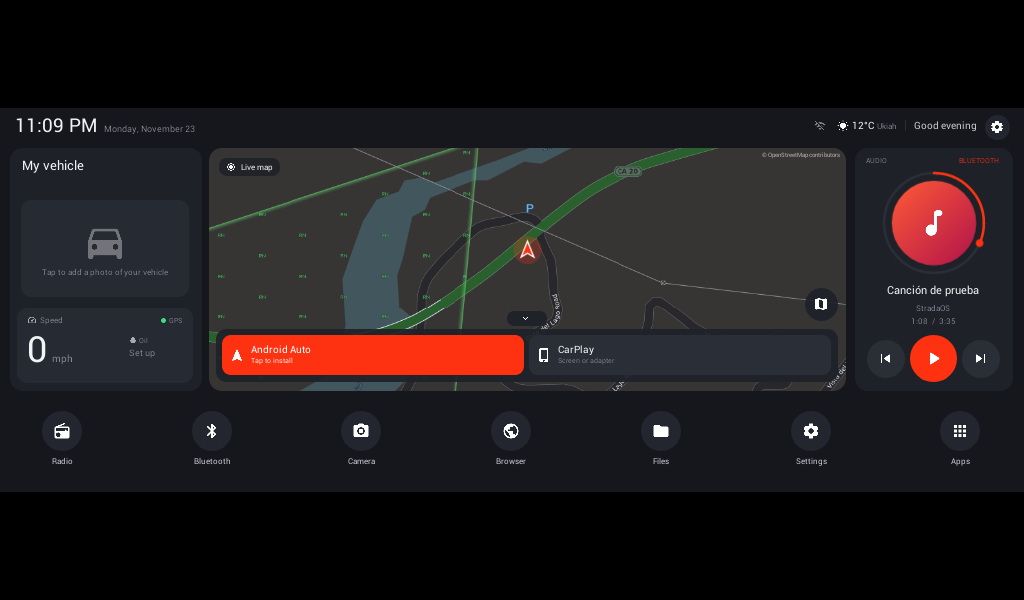 11:09 PM Monday, November 23
12°C Ukiah
Good evening
My vehicle
Tap to add a photo of your vehicle
Speed
GPS
0 mph
Oil
Set up
Live map
© OpenStreetMap contributors
CA 20
P
Android Auto
Tap to install
CarPlay
Screen or adapter
AUDIO
BLUETOOTH
Canción de prueba
StradaOS
1:08 / 3:35
Radio
Bluetooth
Camera
Browser
Files
Settings
Apps